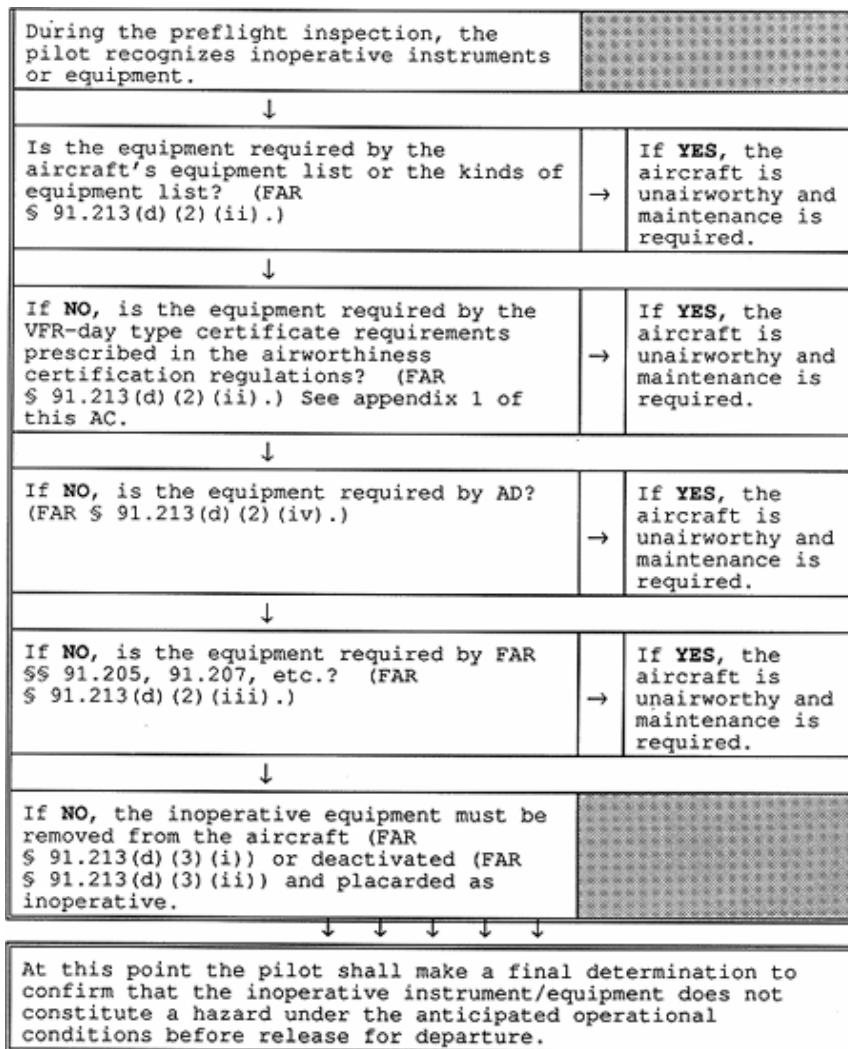 During the preflight inspection, the
pilot recognizes inoperative instruments
or equipment.
↓
Is the equipment required by the
aircraft's equipment list or the kinds of
equipment list? (FAR
§ 91.213(d)(2)(ii).)
→
If YES, the
aircraft is
unairworthy and
maintenance is
required.
↓
If NO, is the equipment required by the
VFR-day type certificate requirements
prescribed in the airworthiness
certification regulations? (FAR
§ 91.213(d)(2)(ii).) See appendix 1 of
this AC.
→
If YES, the
aircraft is
unairworthy and
maintenance is
required.
↓
If NO, is the equipment required by AD?
(FAR § 91.213(d)(2)(iv).)
→
If YES, the
aircraft is
unairworthy and
maintenance is
required.
↓
If NO, is the equipment required by FAR
§§ 91.205, 91.207, etc.? (FAR
§ 91.213(d)(2)(iii).)
→
If YES, the
aircraft is
unairworthy and
maintenance is
required.
↓
If NO, the inoperative equipment must be
removed from the aircraft (FAR
§ 91.213(d)(3)(i)) or deactivated (FAR
§ 91.213(d)(3)(ii)) and placarded as
inoperative.
↓ ↓ ↓ ↓ ↓
At this point the pilot shall make a final determination to
confirm that the inoperative instrument/equipment does not
constitute a hazard under the anticipated operational
conditions before release for departure.